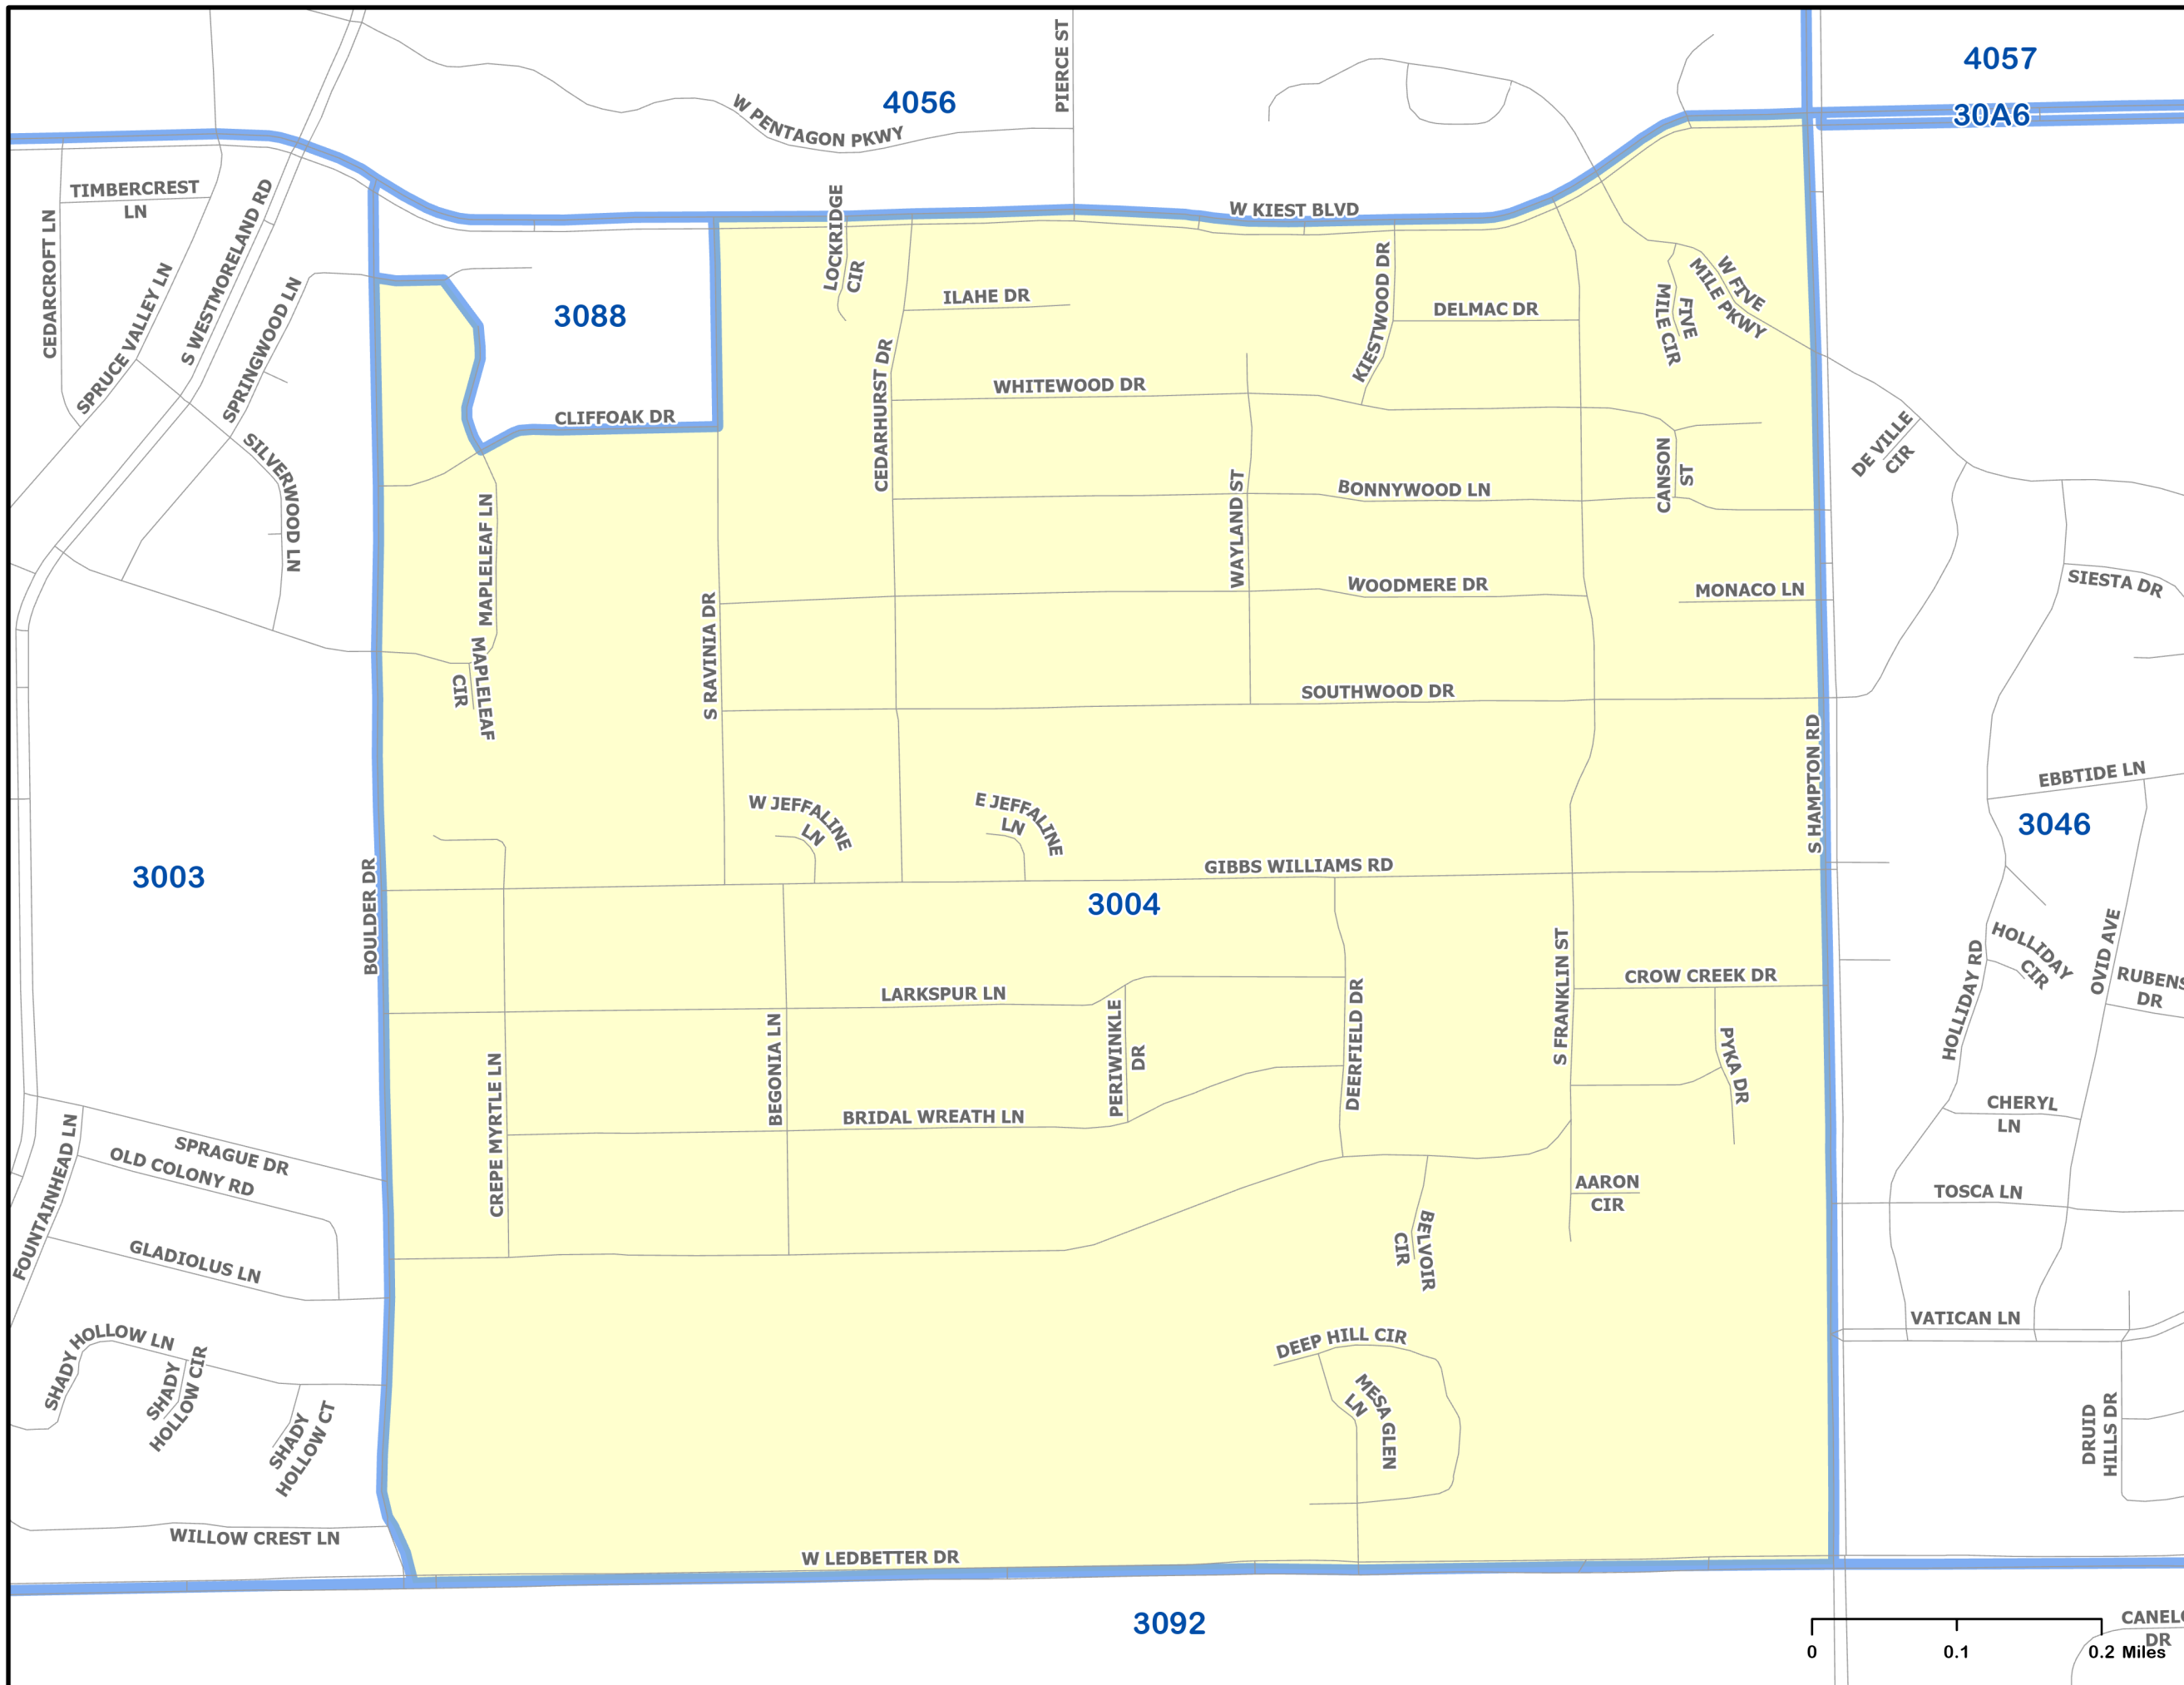 4057
30A6
4056
PIERCE ST
W PENTAGON PKWY
TIMBERCREST
LN
CEDARCROFT LN
SPRUCE VALLEY LN
S WESTMORELAND RD
SPRINGWOOD LN
SILVERWOOD LN
W KIEST BLVD
LOCKRIDGE
CIR
3088
ILAHE DR
KIESTWOOD DR
DELMAC DR
FIVE
MILE CIR
W FIVE
MILE PKWY
CEDARHURST DR
WHITEWOOD DR
CLIFFOAK DR
DE VILLE
CIR
CANSON
ST
BONNYWOOD LN
WAYLAND ST
MAPLELEAF LN
MAPLELEAF
CIR
S RAVINIA DR
WOODMERE DR
MONACO LN
SIESTA DR
SOUTHWOOD DR
S HAMPTON RD
EBBTIDE LN
3046
W JEFFALINE
LN
E JEFFALINE
LN
GIBBS WILLIAMS RD
3003
BOULDER DR
3004
HOLLIDAY RD
HOLLIDAY
CIR
OVID AVE
RUBENS
DR
LARKSPUR LN
PERIWINKLE
DR
DEERFIELD DR
S FRANKLIN ST
CROW CREEK DR
PYKA DR
CREPE MYRTLE LN
BEGONIA LN
BRIDAL WREATH LN
CHERYL
LN
TOSCA LN
AARON
CIR
BELVOIR
CIR
FOUNTAINHEAD LN
SPRAGUE DR
OLD COLONY RD
GLADIOLUS LN
SHADY HOLLOW LN
SHADY
HOLLOW CIR
SHADY
HOLLOW CT
VATICAN LN
DEEP HILL CIR
MESA GLEN
LN
DRUID
HILLS DR
WILLOW CREST LN
W LEDBETTER DR
3092
0 0.1 0.2 Miles
DR